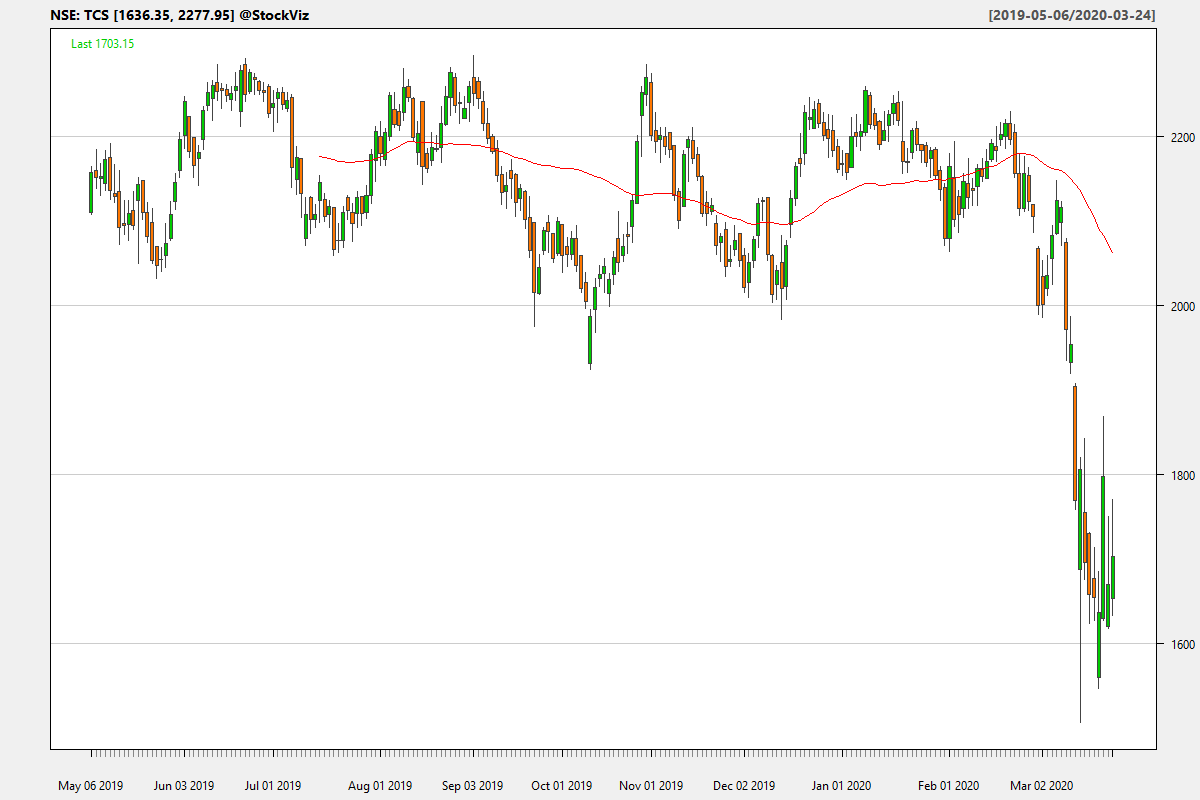 NSE: TCS [1636.35, 2277.95] @StockViz [2019-05-06/2020-03-24]
Last 1703.15
2200
2000
1800
1600
May 06 2019 Jun 03 2019 Jul 01 2019 Aug 01 2019 Sep 03 2019 Oct 01 2019 Nov 01 2019 Dec 02 2019 Jan 01 2020 Feb 01 2020 Mar 02 2020